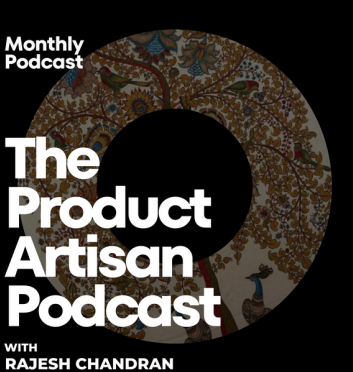 Monthly
Podcast
The
Product
Artisan
Podcast
WITH
RAJESH CHANDRAN